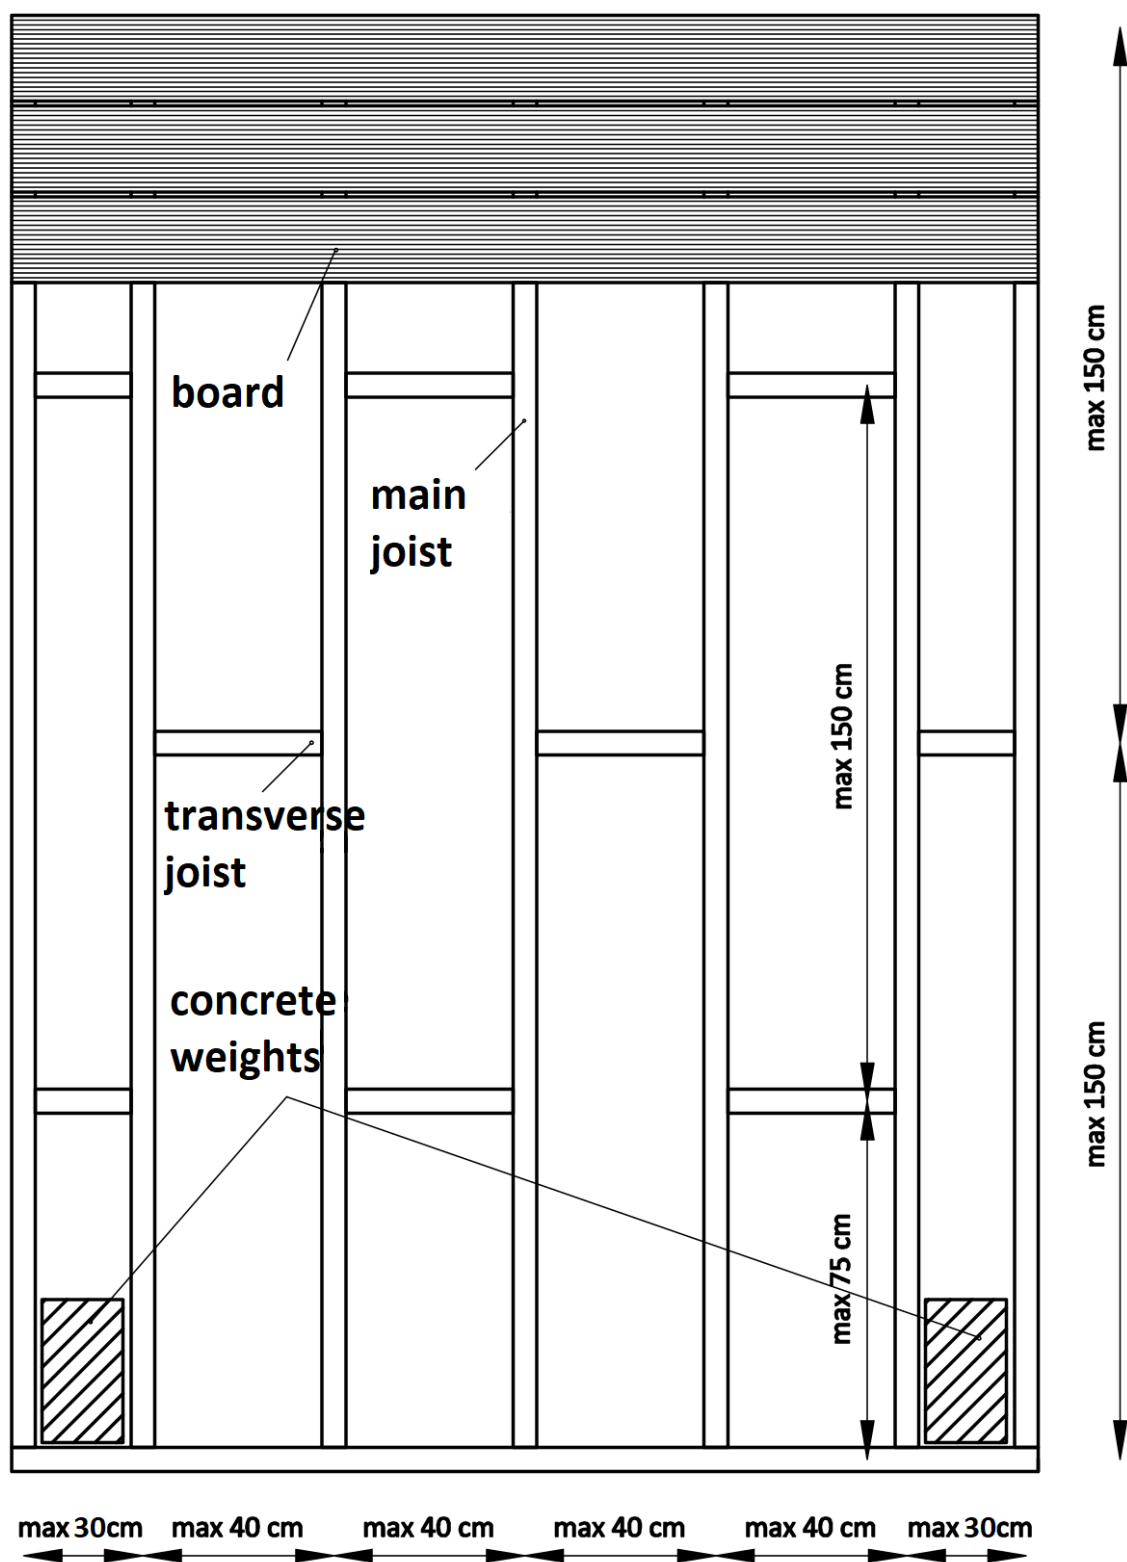 max 150 cm
board
main
joist
max 150 cm
transverse
joist
concrete
weights
max 150 cm
max 75 cm
max 30cm
max 40 cm
max 40 cm
max 40 cm
max 40 cm
max 30cm